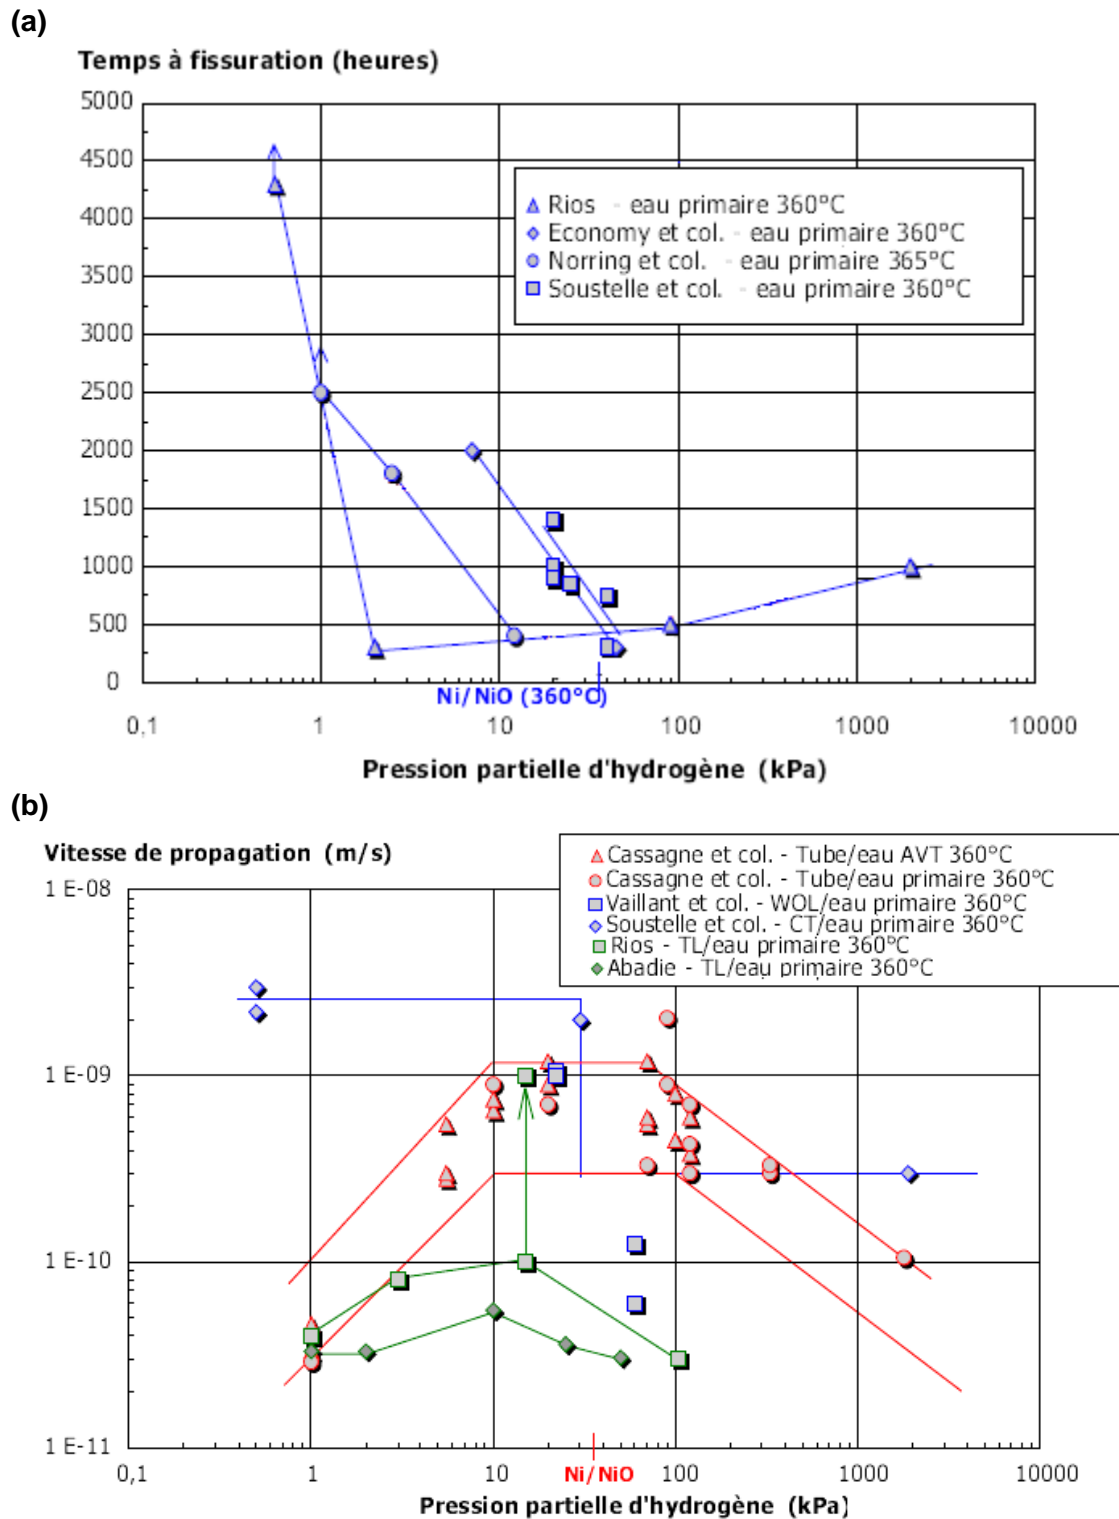 (a)
Temps à fissuration (heures)
5000
4500
4000
3500
3000
2500
2000
1500
1000
500
0
Rios - eau primaire 360°C
Economy et col. - eau primaire 360°C
Norring et col. - eau primaire 365°C
Soustelle et col. - eau primaire 360°C
Ni/NiO (360°C)
0,1 1 10 100 1000 10000
Pression partielle d'hydrogène (kPa)
(b)
Vitesse de propagation (m/s)
Cassagne et col. - Tube/eau AVT 360°C
Cassagne et col. - Tube/eau primaire 360°C
Vaillant et col. - WOL/eau primaire 360°C
Soustelle et col. - CT/eau primaire 360°C
Rios - TL/eau primaire 360°C
Abadie - TL/eau primaire 360°C
1 E-08
1 E-09
1 E-10
1 E-11
0,1 1 10 Ni/NiO 100 1000 10000
Pression partielle d'hydrogène (kPa)